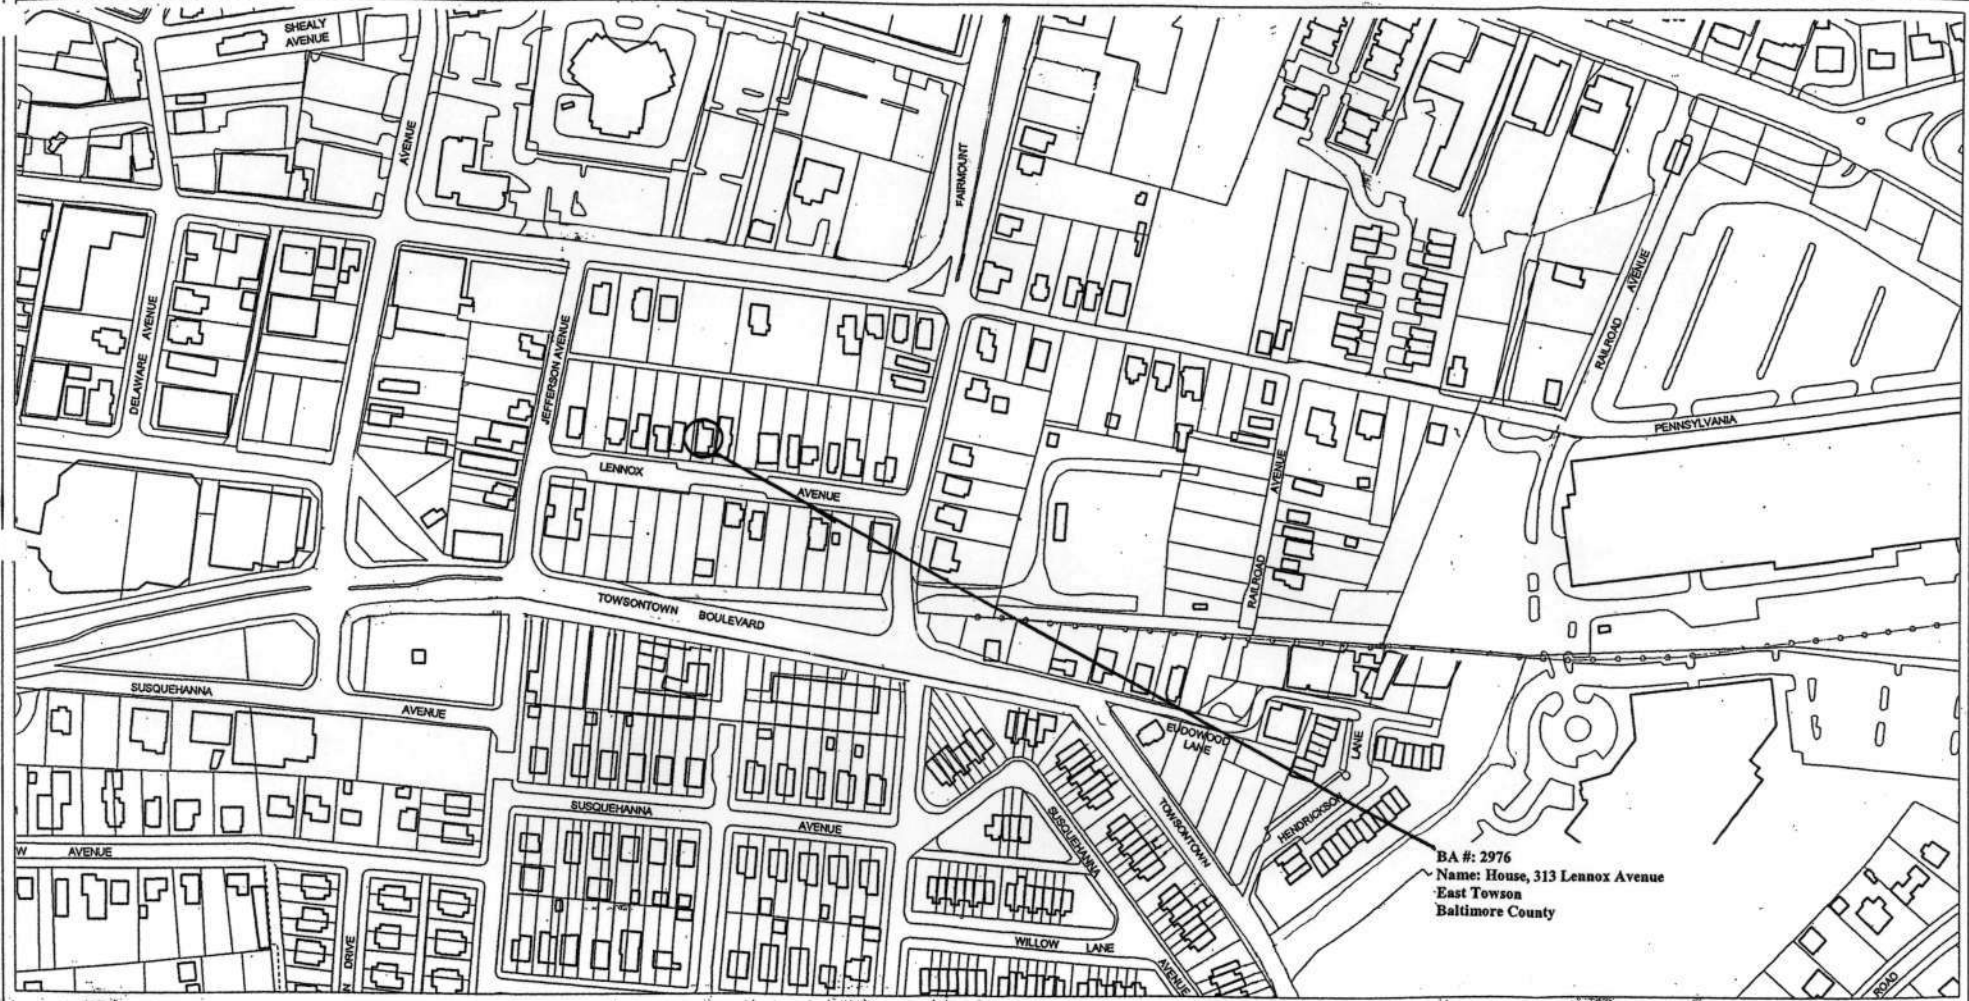 SHEALY
AVENUE
AVENUE
FAIRMOUNT
DELAWARE AVENUE
JEFFERSON AVENUE
RAILROAD AVENUE
PENNSYLVANIA
LENNOX AVENUE
RAILROAD AVENUE
TOWSONTOWN BOULEVARD
SUSQUEHANNA AVENUE
EUDOWOOD
LANE
LANE
HENDRICKSON
SUSQUEHANNA AVENUE
SUSQUEHANNA
AVENUE
TOWSONTOWN
W AVENUE
BA #: 2976
Name: House, 313 Lennox Avenue
East Towson
Baltimore County
N DRIVE
WILLOW LANE
ROAD